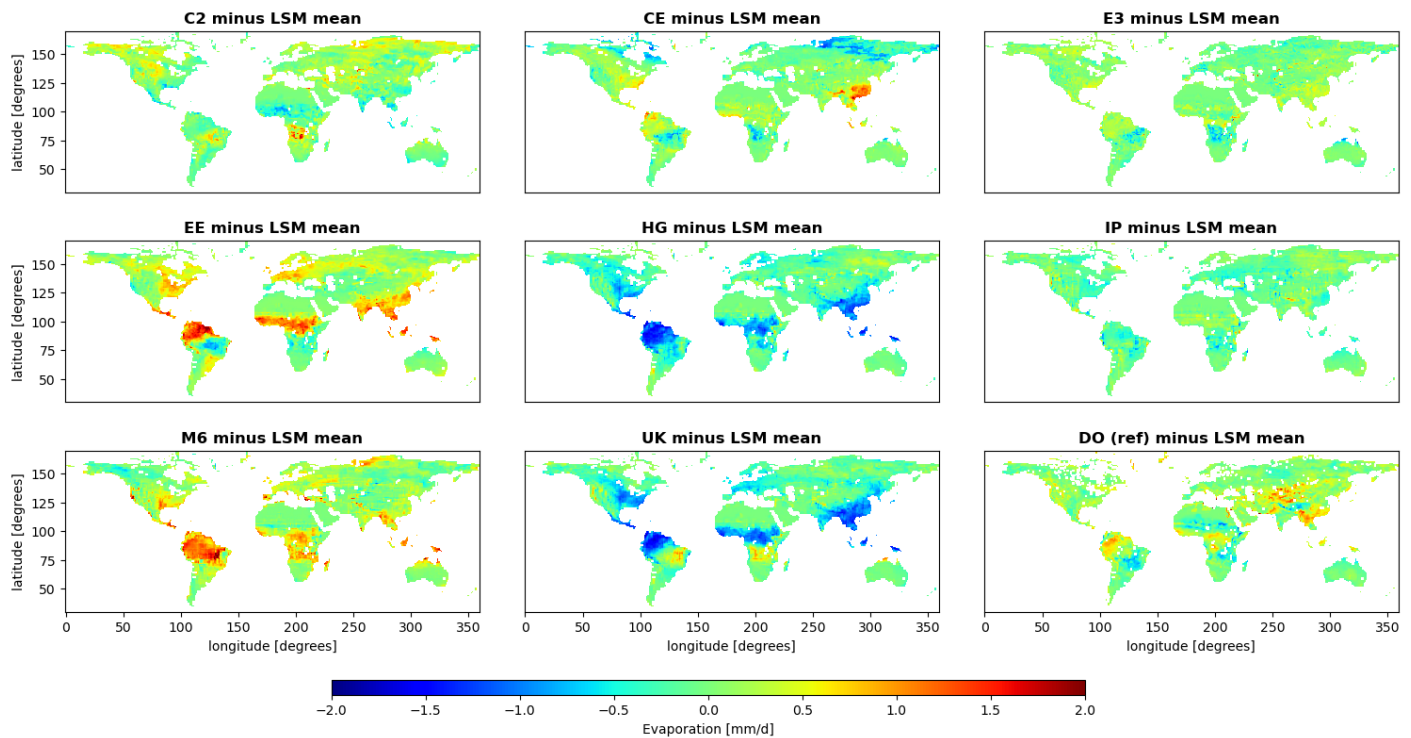 C2 minus LSM mean
CE minus LSM mean
E3 minus LSM mean
latitude [degrees]
150
125
100
75
50
EE minus LSM mean
HG minus LSM mean
IP minus LSM mean
latitude [degrees]
150
125
100
75
50
M6 minus LSM mean
UK minus LSM mean
DO (ref) minus LSM mean
latitude [degrees]
150
125
100
75
50
0 50 100 150 200 250 300 350
0 50 100 150 200 250 300 350
0 50 100 150 200 250 300 350
longitude [degrees]
longitude [degrees]
longitude [degrees]
−2.0 −1.5 −1.0 −0.5 0.0 0.5 1.0 1.5 2.0
Evaporation [mm/d]